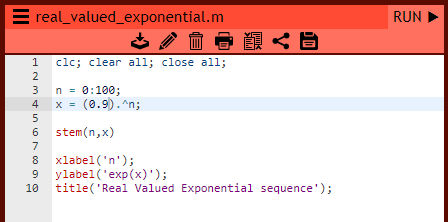 real_valued_exponential.m
RUN
1 clc; clear all; close all;
2
3 n = 0:100;
4 x = (0.9).^n;
5
6 stem(n,x)
7
8 xlabel('n');
9 ylabel('exp(x)');
10 title('Real Valued Exponential sequence');